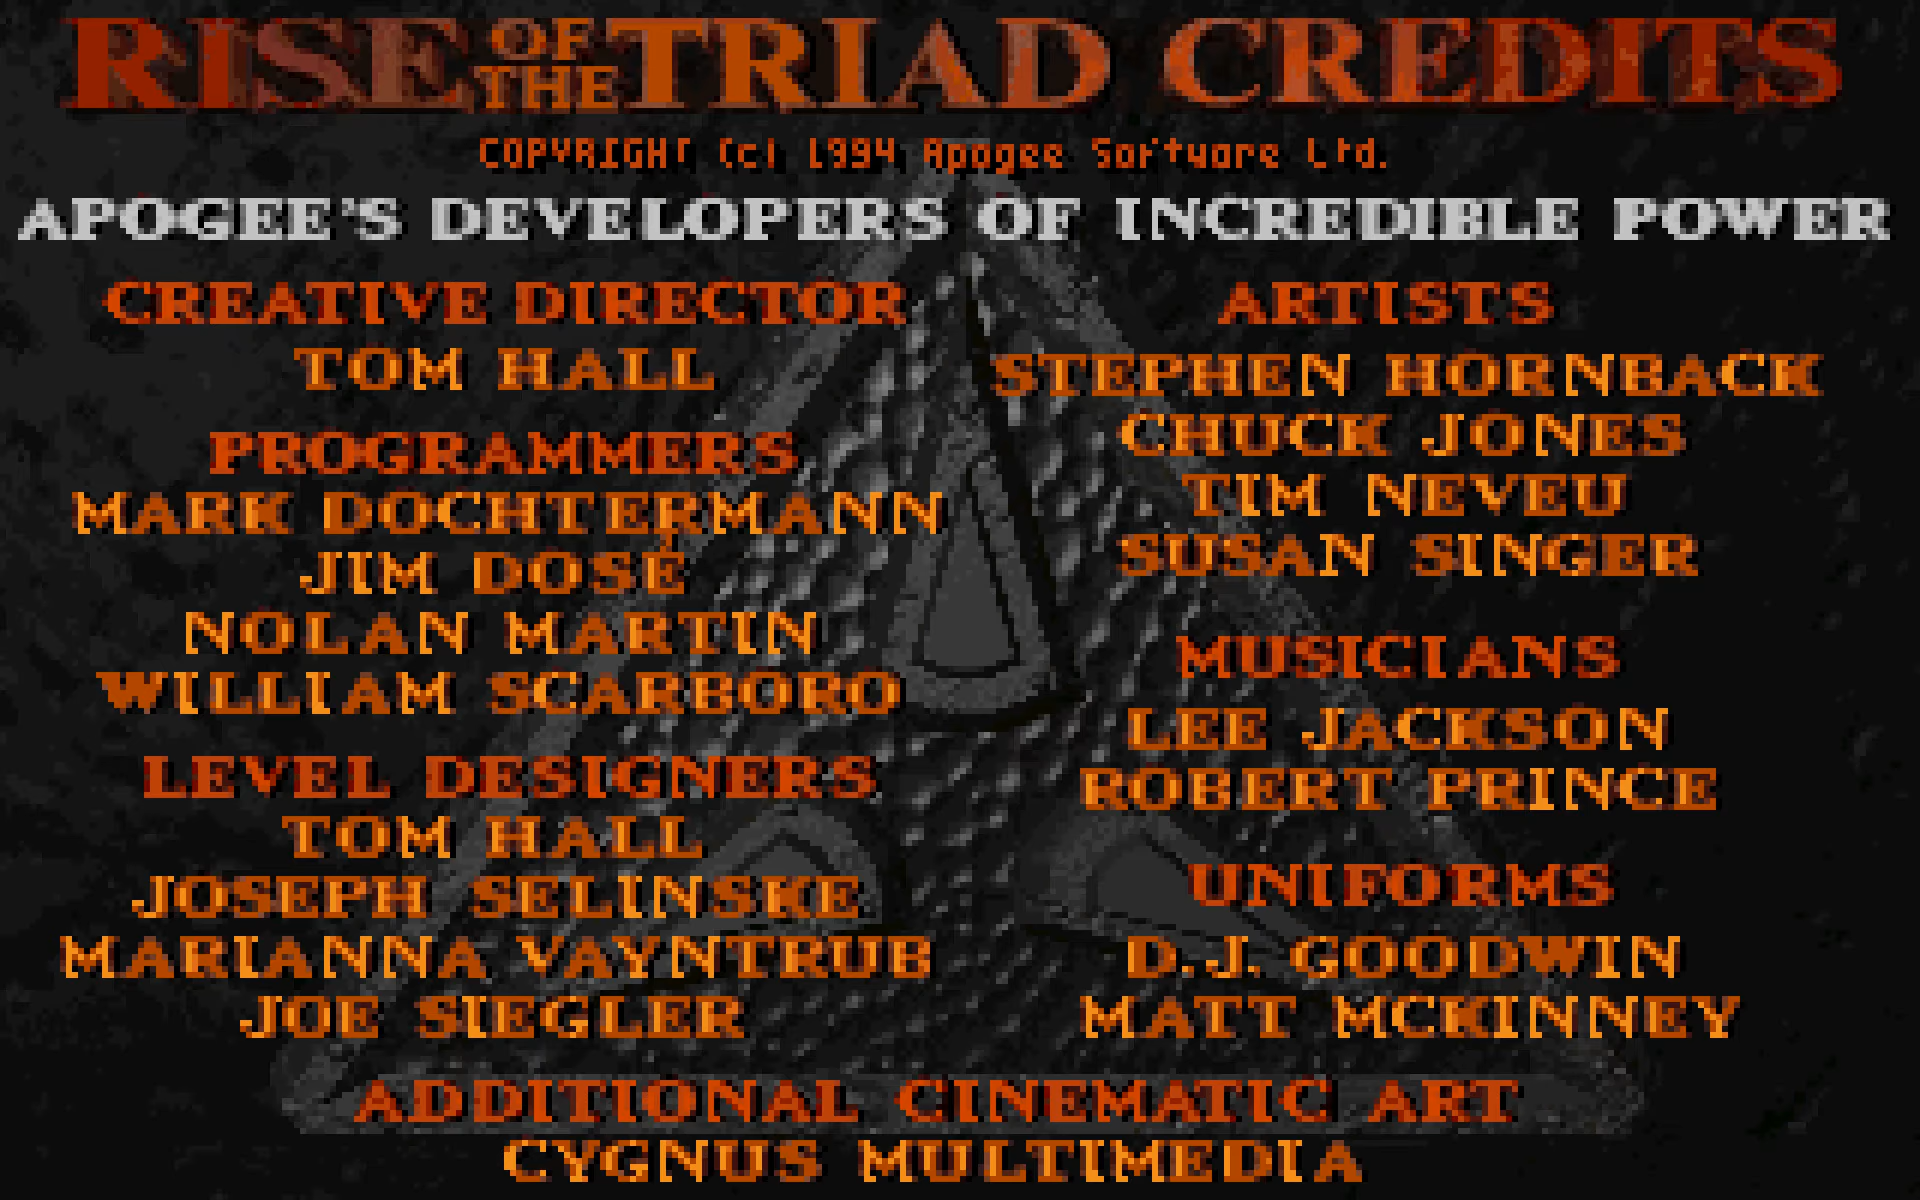 RISE OF THE TRIAD CREDITS
COPYRIGHT (c) 1994 Apogee Software Ltd.
APOGEE'S DEVELOPERS OF INCREDIBLE POWER
CREATIVE DIRECTOR
TOM HALL
PROGRAMMERS
MARK DOCHTERMANN
JIM DOSÉ
NOLAN MARTIN
WILLIAM SCARBORO
LEVEL DESIGNERS
TOM HALL
JOSEPH SELINSKE
MARIANNA VAYNTRUB
JOE SIEGLER
ARTISTS
STEPHEN HORNBACK
CHUCK JONES
TIM NEVEU
SUSAN SINGER
MUSICIANS
LEE JACKSON
ROBERT PRINCE
UNIFORMS
D.J. GOODWIN
MATT MCKINNEY
ADDITIONAL CINEMATIC ART
CYGNUS MULTIMEDIA